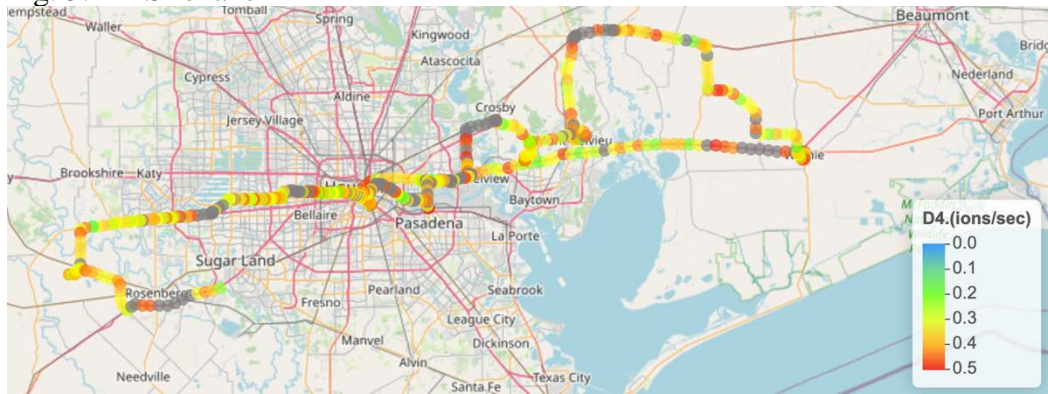 Tomball
Spring
Waller
Kingwood
Beaumont
Atascocita
Cypress
Nederland
Aldine
Crosby
Port Arthur
Jersey Village
Brookshire
Katy
Baytown
Bellaire
Pasadena
La Porte
Sugar Land
Rosenberg
Pearland
Seabrook
Fresno
League City
Manvel
Dickinson
Alvin
Needville
Santa Fe
Texas City
D4.(ions/sec)
0.0
0.1
0.2
0.3
0.4
0.5